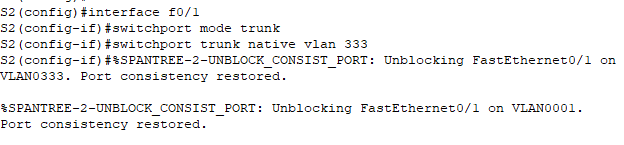 S2(config)#interface f0/1
S2(config-if)#switchport mode trunk
S2(config-if)#switchport trunk native vlan 333
S2(config-if)#%SPANTREE-2-UNBLOCK_CONSIST_PORT: Unblocking FastEthernet0/1 on
VLAN0333. Port consistency restored.

%SPANTREE-2-UNBLOCK_CONSIST_PORT: Unblocking FastEthernet0/1 on VLAN0001.
Port consistency restored.